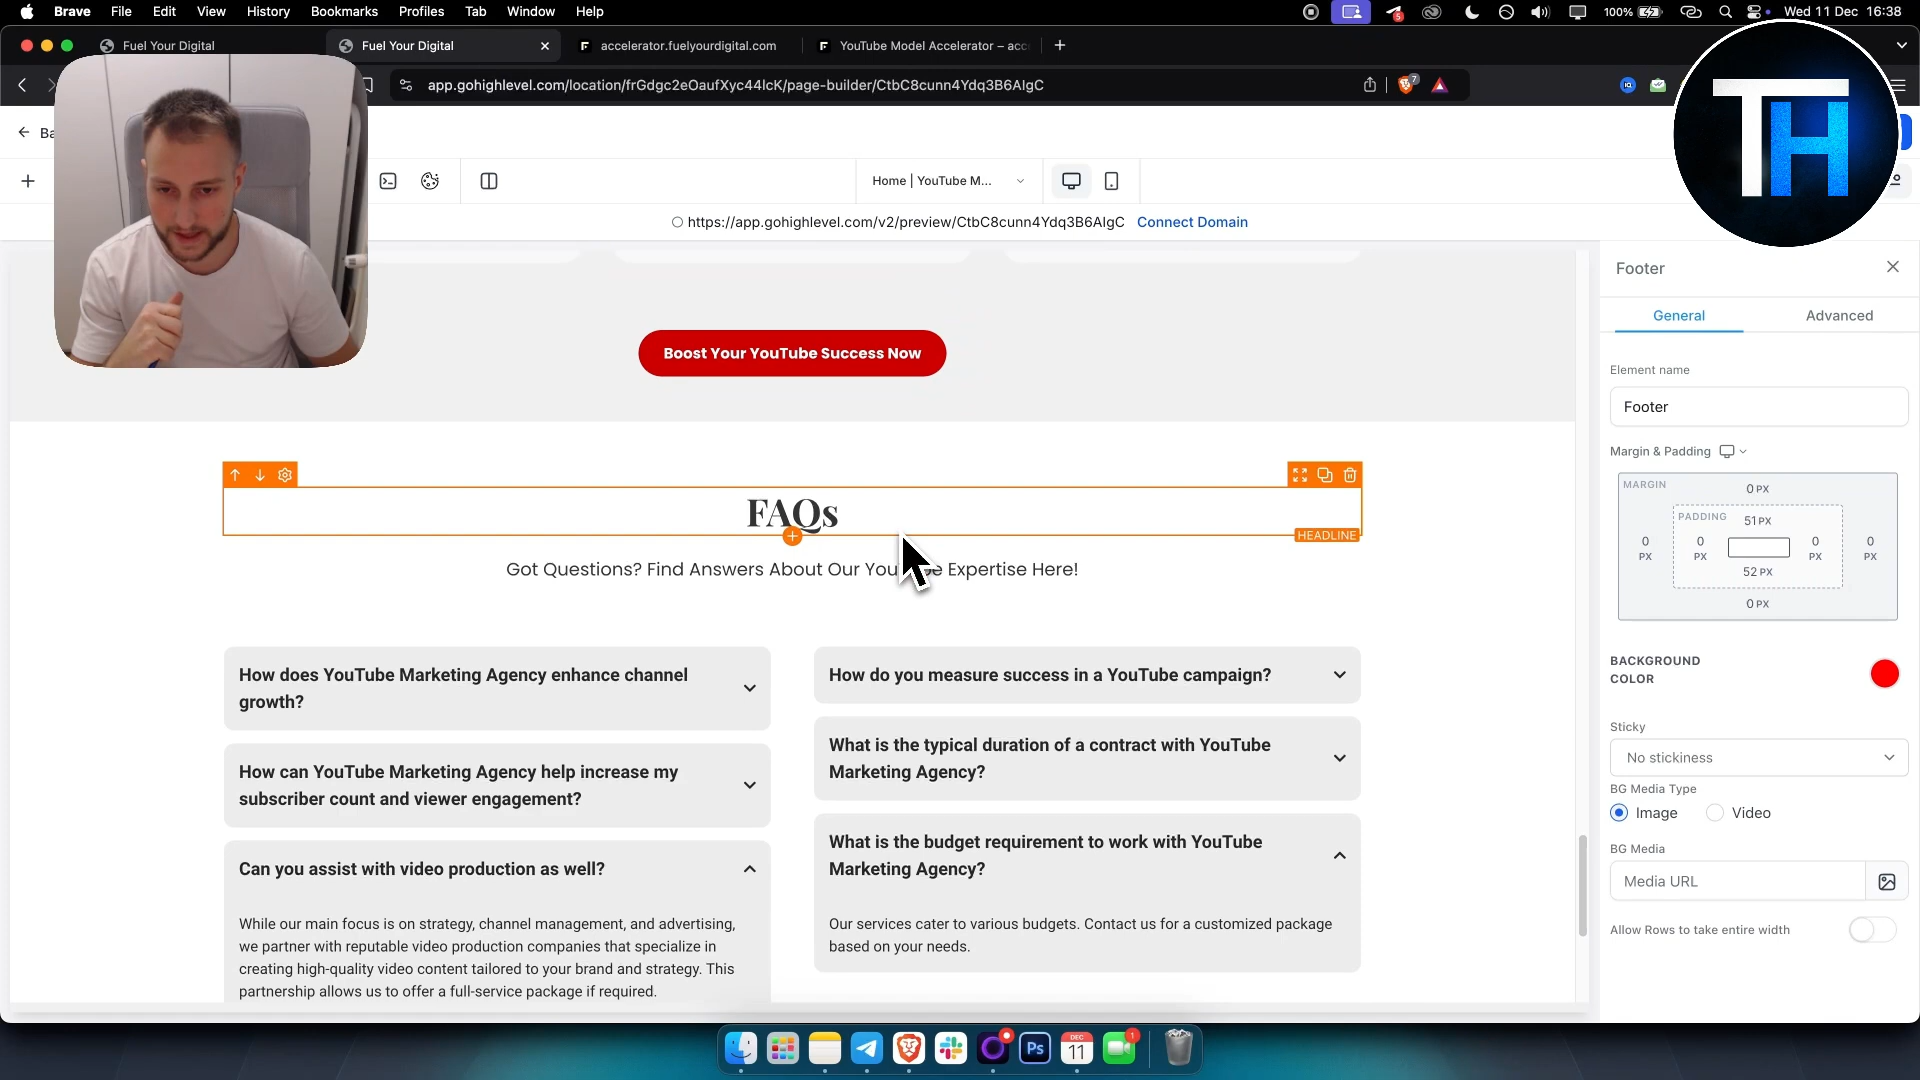 Brave File Edit View History Bookmarks Profiles Tab Window Help 5 100% Wed 11 Dec 16:38
Fuel Your Digital Fuel Your Digital accelerator.fuelyourdigital.com YouTube Model Accelerator – acc
app.gohighlevel.com/location/frGdgc2eOaufXyc44lcK/page-builder/CtbC8cunn4Ydq3B6AIgC 7
TH
Home | YouTube M...
https://app.gohighlevel.com/v2/preview/CtbC8cunn4Ydq3B6AIgC Connect Domain
Boost Your YouTube Success Now
FAQs
HEADLINE
Got Questions? Find Answers About Our Expertise Here!
How does YouTube Marketing Agency enhance channel
growth?
How can YouTube Marketing Agency help increase my
subscriber count and viewer engagement?
Can you assist with video production as well?
While our main focus is on strategy, channel management, and advertising,
we partner with reputable video production companies that specialize in
creating high-quality video content tailored to your brand and strategy. This
partnership allows us to offer a full-service package if required.
How do you measure success in a YouTube campaign?
What is the typical duration of a contract with YouTube
Marketing Agency?
What is the budget requirement to work with YouTube
Marketing Agency?
Our services cater to various budgets. Contact us for a customized package
based on your needs.
Footer
General Advanced
Element name
Footer
Margin & Padding
MARGIN 0 PX
PADDING 51 PX
0 PX 0 PX 0 PX 0 PX
52 PX
0 PX
BACKGROUND
COLOR
Sticky
No stickiness
BG Media Type
Image Video
BG Media
Media URL
Allow Rows to take entire width
Ps DEC 11 1